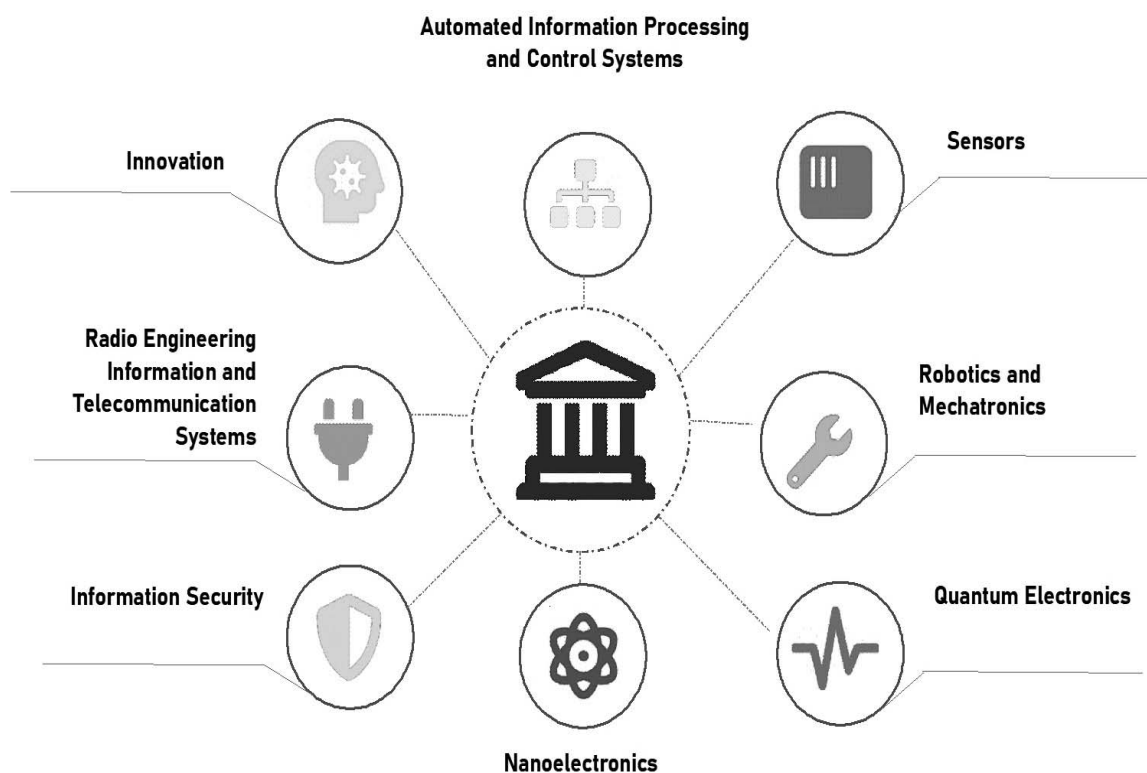 Automated Information Processing
and Control Systems
Innovation
Sensors
Radio Engineering
Information and
Telecommunication
Systems
Robotics and
Mechatronics
Information Security
Quantum Electronics
Nanoelectronics